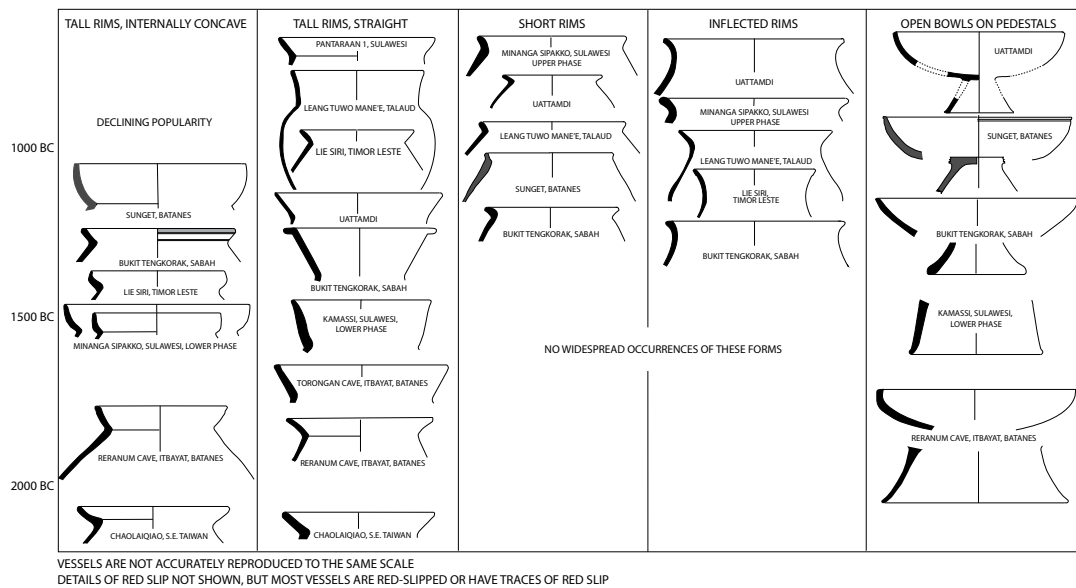 TALL RIMS, INTERNALLY CONCAVE
DECLINING POPULARITY
SUNGET, BATANES
BUKIT TENGKORAK, SABAH
LIE SIRI, TIMOR LESTE
MINANGA SIPAKKO, SULAWESI, LOWER PHASE
RERANUM CAVE, ITBAYAT, BATANES
CHAOLAIQIAO, S.E. TAIWAN
TALL RIMS, STRAIGHT
PANTARAAN 1, SULAWESI
LEANG TUWO MANE'E, TALAUD
LIE SIRI, TIMOR LESTE
UATTAMDI
BUKIT TENGKORAK, SABAH
KAMASSI, SULAWESI,
LOWER PHASE
TORONGAN CAVE, ITBAYAT, BATANES
RERANUM CAVE, ITBAYAT, BATANES
CHAOLAIQIAO, S.E. TAIWAN
SHORT RIMS
MINANGA SIPAKKO, SULAWESI
UPPER PHASE
UATTAMDI
LEANG TUWO MANE'E, TALAUD
SUNGET, BATANES
BUKIT TENGKORAK, SABAH
INFLECTED RIMS
UATTAMDI
MINANGA SIPAKKO, SULAWESI
UPPER PHASE
LEANG TUWO MANE'E, TALAUD
LIE SIRI,
TIMOR LESTE
BUKIT TENGKORAK, SABAH
NO WIDESPREAD OCCURRENCES OF THESE FORMS
OPEN BOWLS ON PEDESTALS
UATTAMDI
SUNGET, BATANES
BUKIT TENGKORAK, SABAH
KAMASSI, SULAWESI,
LOWER PHASE
RERANUM CAVE, ITBAYAT, BATANES
1000 BC
1500 BC
2000 BC
VESSELS ARE NOT ACCURATELY REPRODUCED TO THE SAME SCALE
DETAILS OF RED SLIP NOT SHOWN, BUT MOST VESSELS ARE RED-SLIPPED OR HAVE TRACES OF RED SLIP